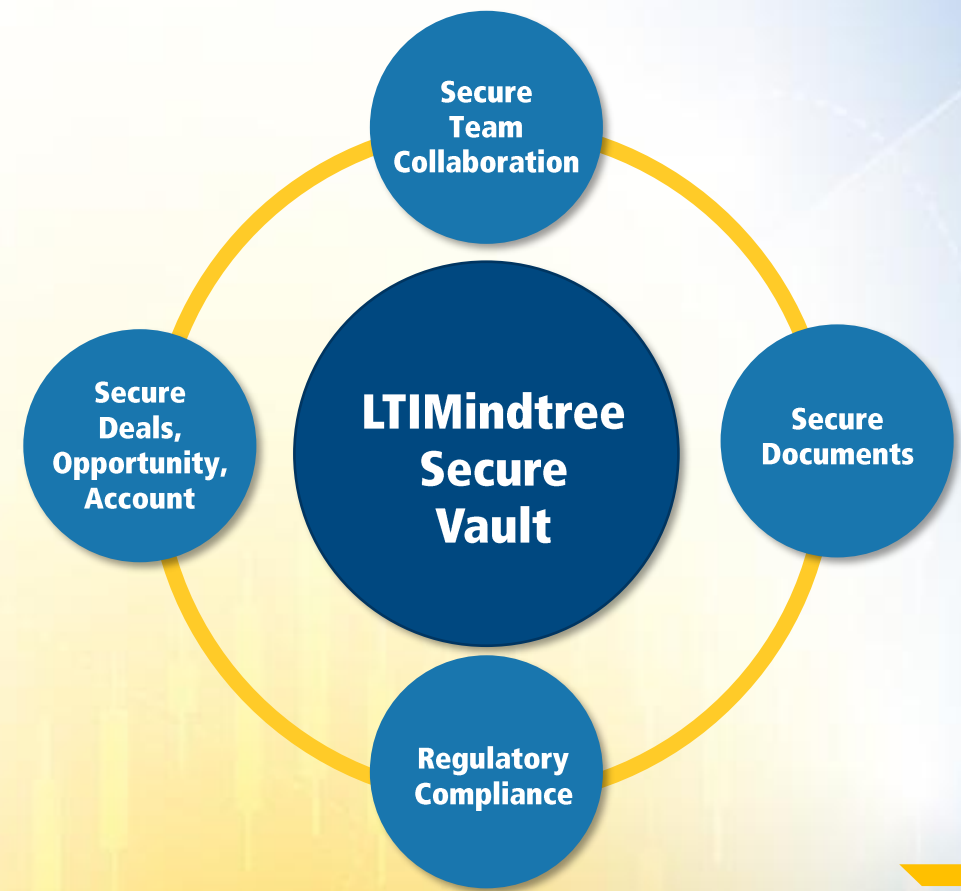 Secure
Team
Collaboration
Secure
Deals,
Opportunity,
Account
LTIMindtree
Secure
Vault
Secure
Documents
Regulatory
Compliance